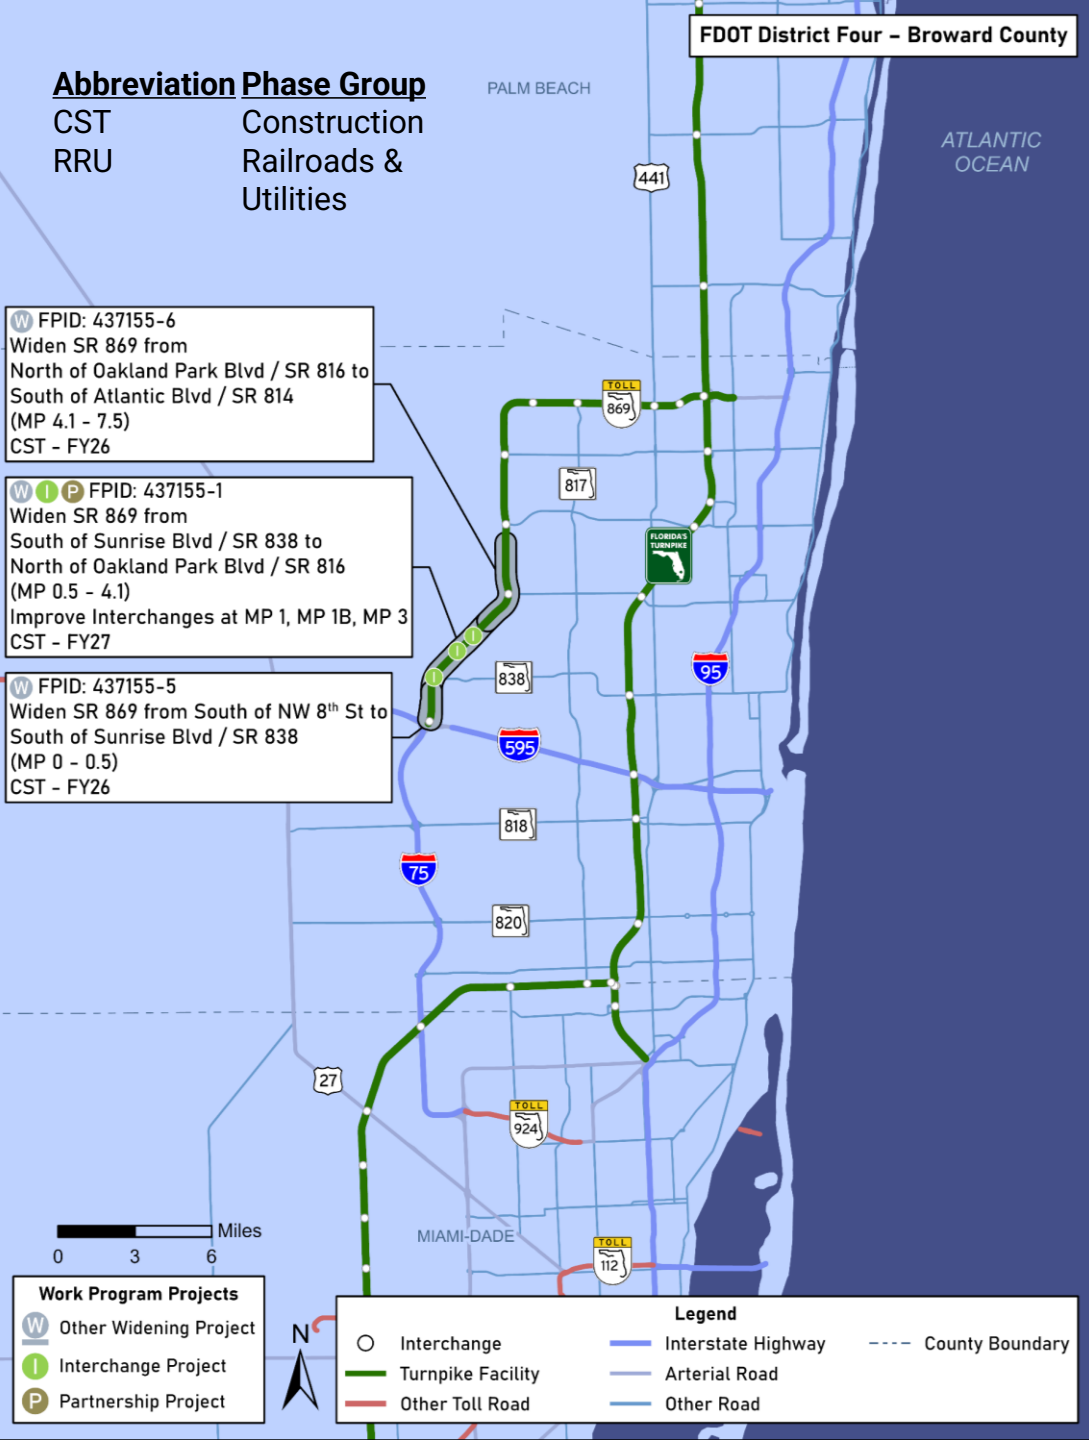 FDOT District Four – Broward County
Abbreviation Phase Group
CST Construction
RRU Railroads &
Utilities
PALM BEACH
ATLANTIC
OCEAN
441
W FPID: 437155-6
Widen SR 869 from
North of Oakland Park Blvd / SR 816 to
South of Atlantic Blvd / SR 814
(MP 4.1 - 7.5)
CST - FY26
TOLL
869
817
W I P FPID: 437155-1
Widen SR 869 from
South of Sunrise Blvd / SR 838 to
North of Oakland Park Blvd / SR 816
(MP 0.5 - 4.1)
Improve Interchanges at MP 1, MP 1B, MP 3
CST - FY27
FLORIDA'S
TURNPIKE
I
I
I
838
95
W FPID: 437155-5
Widen SR 869 from South of NW 8th St to
South of Sunrise Blvd / SR 838
(MP 0 - 0.5)
CST - FY26
595
818
75
820
27
TOLL
924
MIAMI-DADE
TOLL
112
Miles
0 3 6
Work Program Projects
W Other Widening Project
I Interchange Project
P Partnership Project
N
Legend
Interchange
Turnpike Facility
Other Toll Road
Interstate Highway
Arterial Road
Other Road
County Boundary